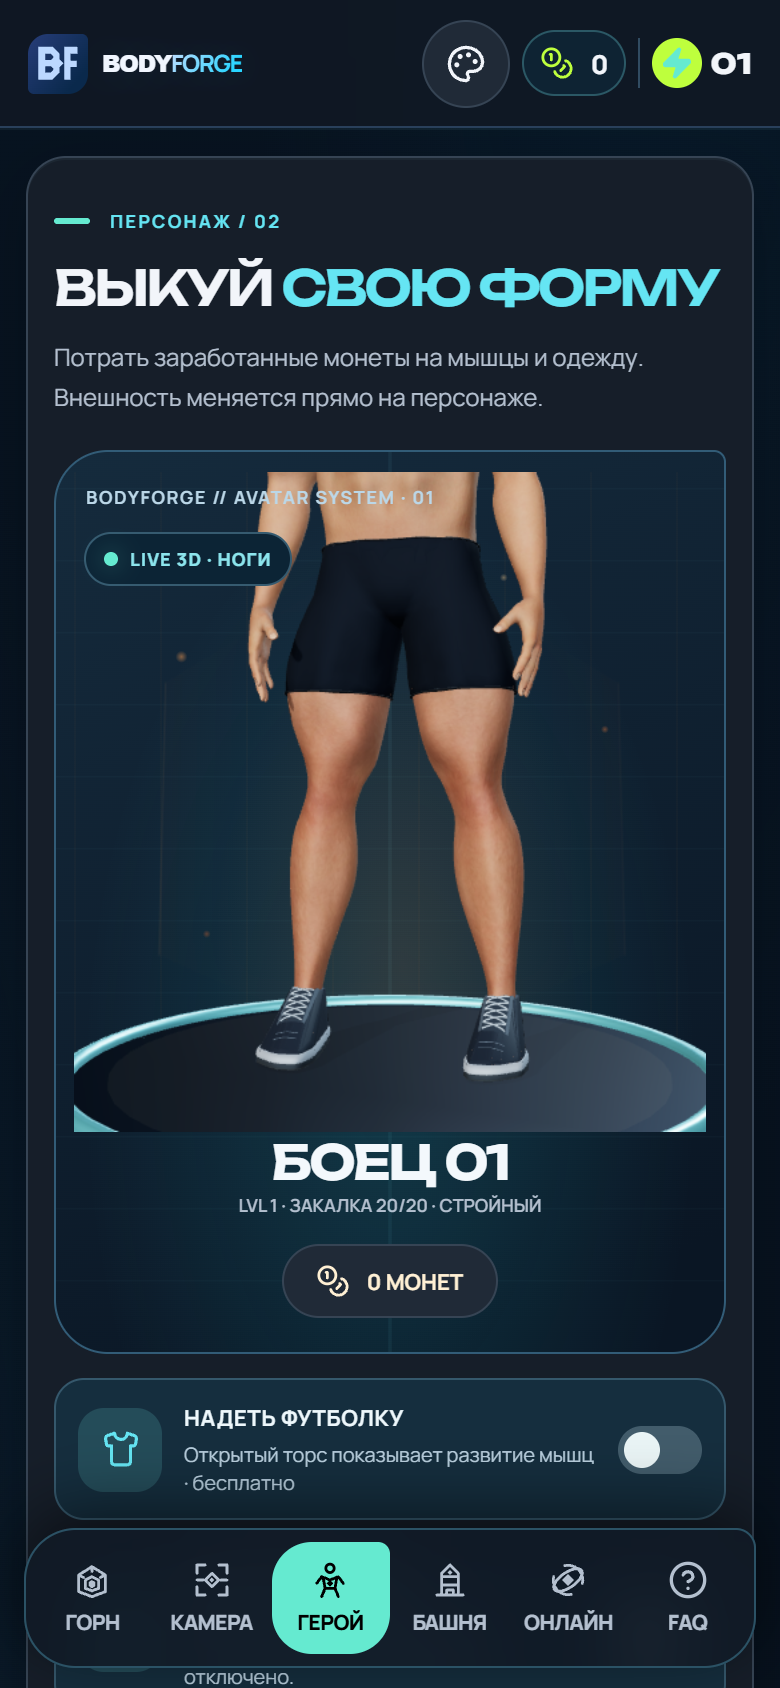 BF BODYFORGE 0 01
ПЕРСОНАЖ / 02
ВЫКУЙ СВОЮ ФОРМУ
Потрать заработанные монеты на мышцы и одежду.
Внешность меняется прямо на персонаже.
BODYFORGE // AVATAR SYSTEM · 01
LIVE 3D · НОГИ
БОЕЦ 01
LVL 1 · ЗАКАЛКА 20/20 · СТРОЙНЫЙ
0 МОНЕТ
НАДЕТЬ ФУТБОЛКУ
Открытый торс показывает развитие мышц
· бесплатно
ГОРН КАМЕРА ГЕРОЙ БАШНЯ ОНЛАЙН FAQ
отключено.